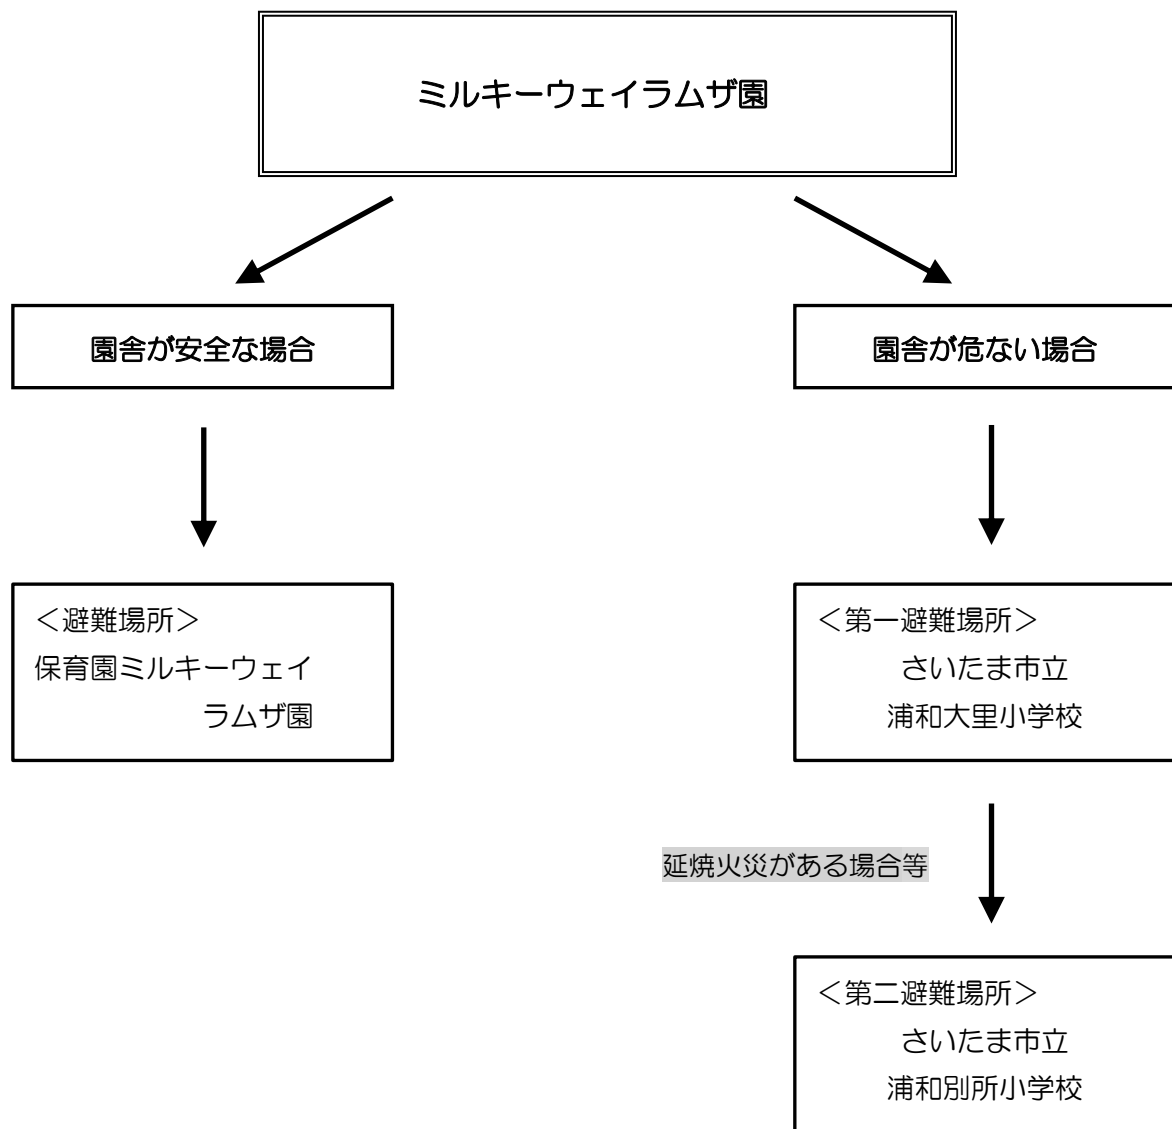 ミルキーウェイラムザ園
園舎が安全な場合
園舎が危ない場合
＜避難場所＞
保育園ミルキーウェイ
ラムザ園
＜第一避難場所＞
さいたま市立
浦和大里小学校
延焼火災がある場合等
＜第二避難場所＞
さいたま市立
浦和別所小学校